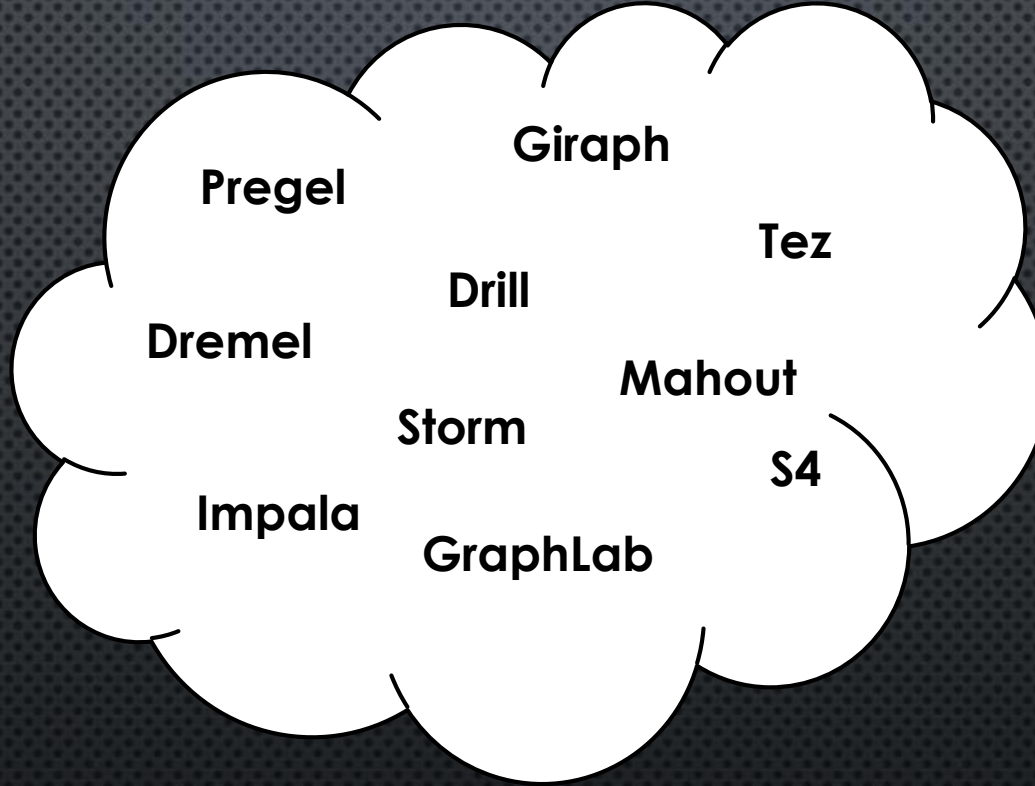 Giraph
Pregel
Tez
Drill
Dremel
Mahout
Storm
S4
Impala
GraphLab